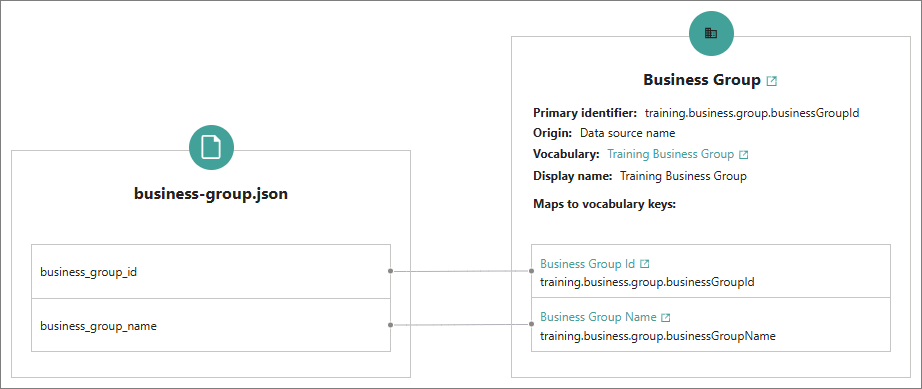 business-group.json
business_group_id
business_group_name
Business Group
Primary identifier: training.business.group.businessGroupId
Origin: Data source name
Vocabulary: Training Business Group
Display name: Training Business Group
Maps to vocabulary keys:
Business Group Id
training.business.group.businessGroupId
Business Group Name
training.business.group.businessGroupName